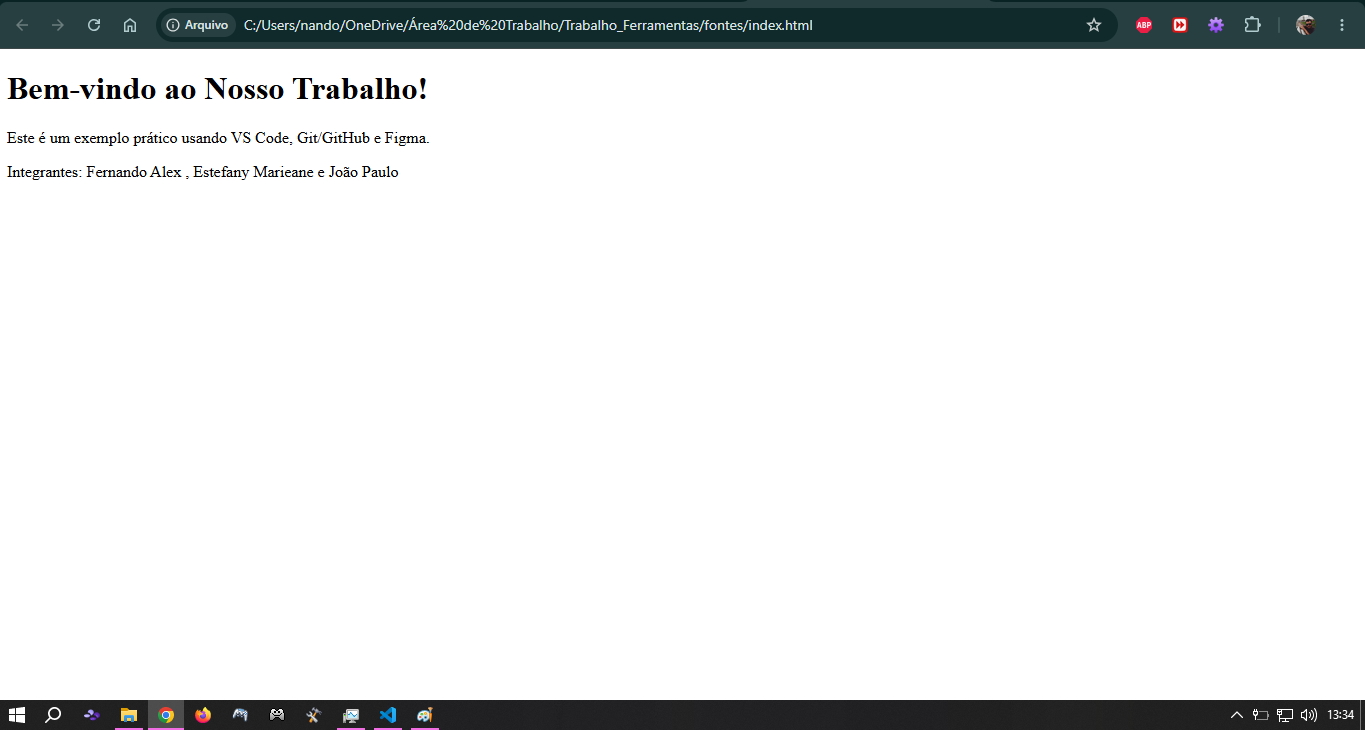 Arquivo C:/Users/nando/OneDrive/Área%20de%20Trabalho/Trabalho_Ferramentas/fontes/index.html
ABP
Bem-vindo ao Nosso Trabalho!
Este é um exemplo prático usando VS Code, Git/GitHub e Figma.
Integrantes: Fernando Alex , Estefany Marieane e João Paulo
13:34